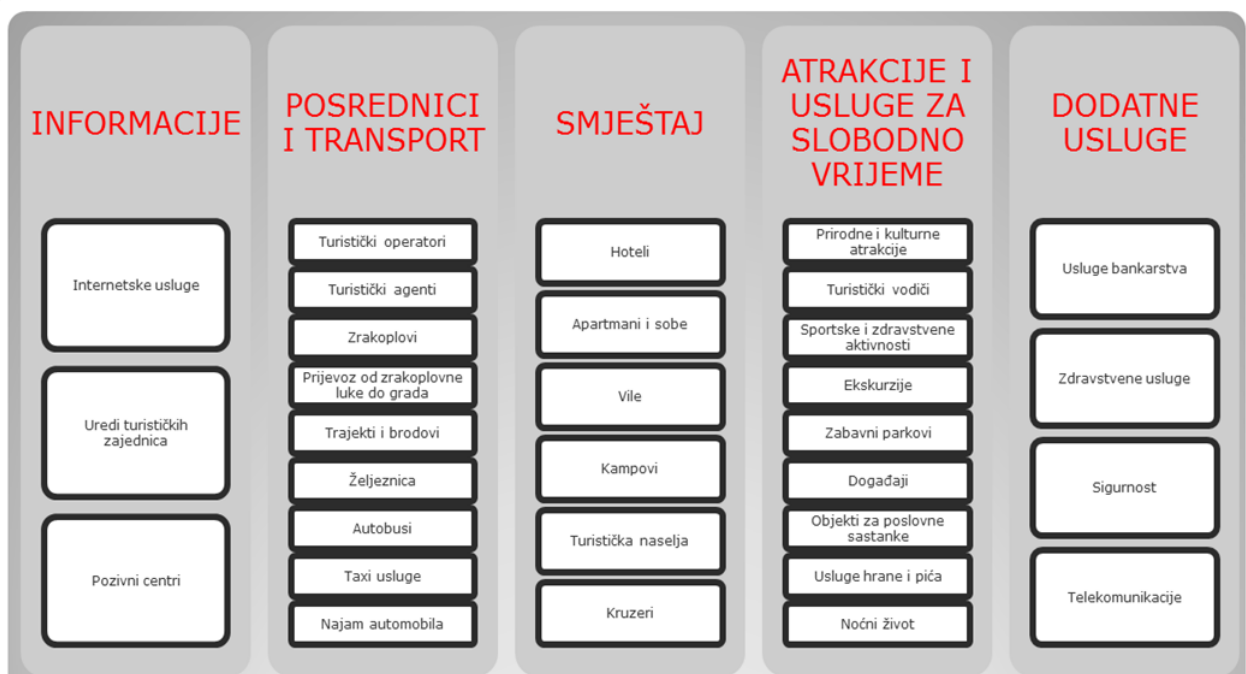 INFORMACIJE
Internetske usluge
Uredi turističkih
zajednica
Pozivni centri
POSREDNICI
I TRANSPORT
Turistički operatori
Turistički agenti
Zrakoplovi
Prijevoz od zrakoplovne
luke do grada
Trajekti i brodovi
Željeznica
Autobusi
Taxi usluge
Najam automobila
SMJEŠTAJ
Hoteli
Apartmani i sobe
Vile
Kampovi
Turistička naselja
Kruzeri
ATRAKCIJE I
USLUGE ZA
SLOBODNO
VRIJEME
Prirodne i kulturne
atrakcije
Turistički vodiči
Sportske i zdravstvene
aktivnosti
Ekskurzije
Zabavni parkovi
Događaji
Objekti za poslovne
sastanke
Usluge hrane i pića
Noćni život
DODATNE
USLUGE
Usluge bankarstva
Zdravstvene usluge
Sigurnost
Telekomunikacije